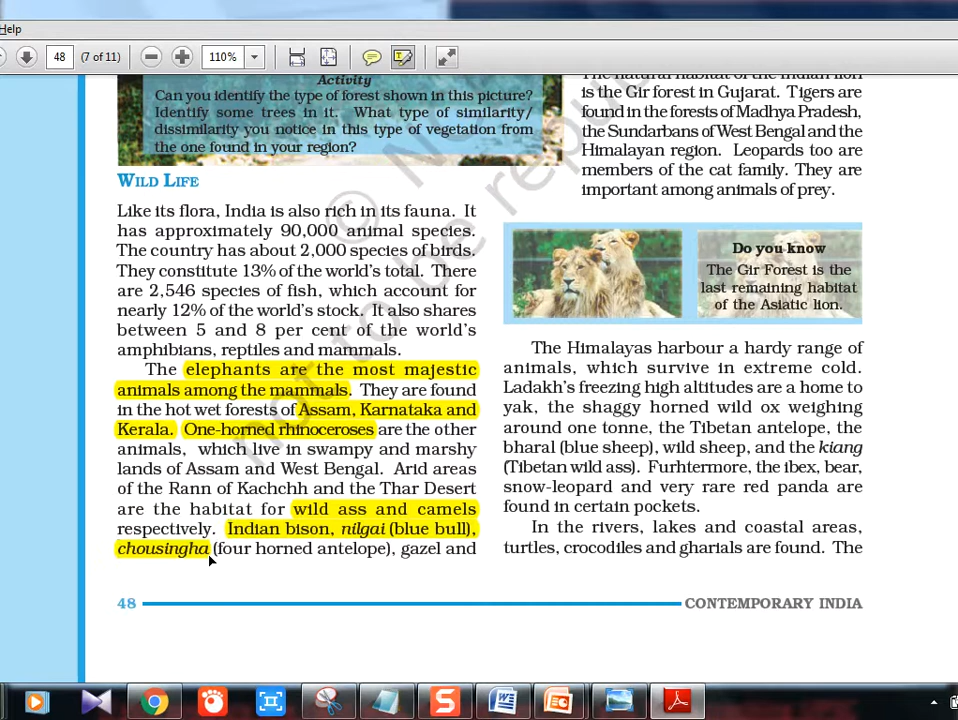 Help
48
(7 of 11)
110%
Activity
Can you identify the type of forest shown in this picture?
Identify some trees in it. What type of similarity/
dissimilarity you notice in this type of vegetation from
the one found in your region?
WILD LIFE
Like its flora, India is also rich in its fauna. It
has approximately 90,000 animal species.
The country has about 2,000 species of birds.
They constitute 13% of the world's total. There
are 2,546 species of fish, which account for
nearly 12% of the world's stock. It also shares
between 5 and 8 per cent of the world's
amphibians, reptiles and mammals.
The elephants are the most majestic
animals among the mammals. They are found
in the hot wet forests of Assam, Karnataka and
Kerala. One-horned rhinoceroses are the other
animals, which live in swampy and marshy
lands of Assam and West Bengal. Arid areas
of the Rann of Kachchh and the Thar Desert
are the habitat for wild ass and camels
respectively. Indian bison, nilgai (blue bull),
chousingha (four horned antelope), gazel and
The natural habitat of the Indian lion
is the Gir forest in Gujarat. Tigers are
found in the forests of Madhya Pradesh,
the Sundarbans of West Bengal and the
Himalayan region. Leopards too are
members of the cat family. They are
important among animals of prey.
Do you know
The Gir Forest is the
last remaining habitat
of the Asiatic lion.
The Himalayas harbour a hardy range of
animals, which survive in extreme cold.
Ladakh's freezing high altitudes are a home to
yak, the shaggy horned wild ox weighing
around one tonne, the Tibetan antelope, the
bharal (blue sheep), wild sheep, and the kiang
(Tibetan wild ass). Furhtermore, the ibex, bear,
snow-leopard and very rare red panda are
found in certain pockets.
In the rivers, lakes and coastal areas,
turtles, crocodiles and gharials are found. The
48
CONTEMPORARY INDIA
©
not to be repu
S
W
P